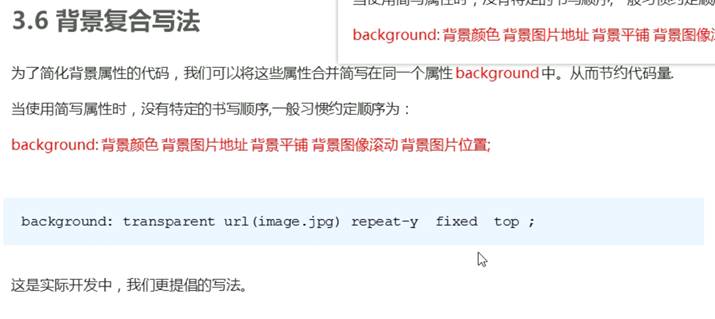 当使用简写属性时，没有特定的书写顺序,一般习惯约定顺
background: 背景颜色 背景图片地址 背景平铺 背景图像滚
3.6 背景复合写法
为了简化背景属性的代码，我们可以将这些属性合并简写在同一个属性 background 中。从而节约代码量.
当使用简写属性时，没有特定的书写顺序,一般习惯约定顺序为：
background: 背景颜色 背景图片地址 背景平铺 背景图像滚动 背景图片位置;
background: transparent url(image.jpg) repeat-y fixed top ;
这是实际开发中，我们更提倡的写法。